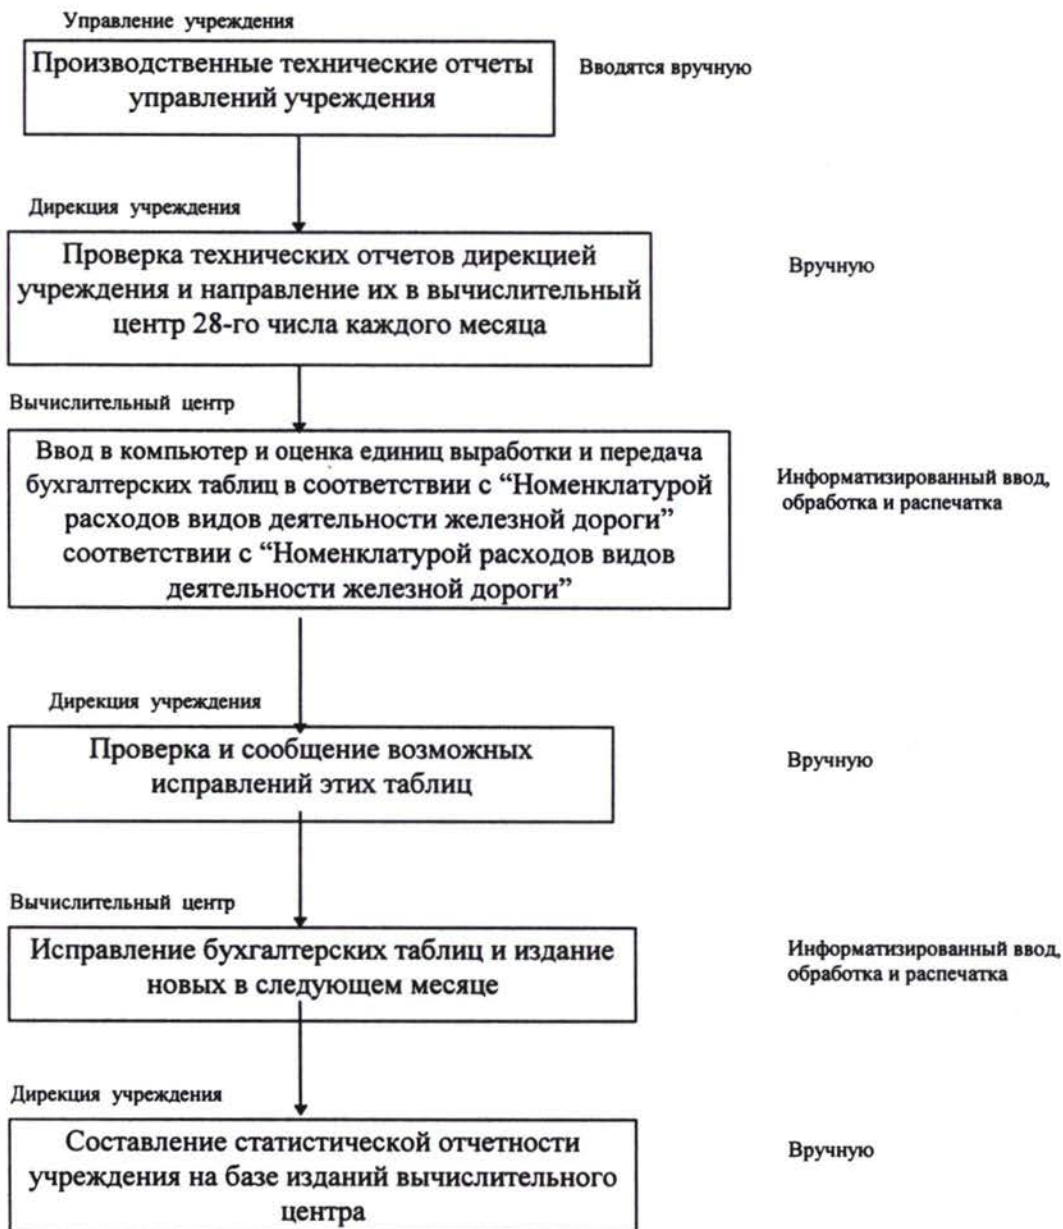 Управление учреждения
Производственные технические отчеты
управлений учреждения
Вводятся вручную
Дирекция учреждения
Проверка технических отчетов дирекцией
учреждения и направление их в вычислительный
центр 28-го числа каждого месяца
Вручную
Вычислительный центр
Ввод в компьютер и оценка единиц выработки и передача
бухгалтерских таблиц в соответствии с “Номенклатурой
расходов видов деятельности железной дороги”
соответствии с “Номенклатурой расходов видов
деятельности железной дороги”
Информатизированный ввод,
обработка и распечатка
Дирекция учреждения
Проверка и сообщение возможных
исправлений этих таблиц
Вручную
Вычислительный центр
Исправление бухгалтерских таблиц и издание
новых в следующем месяце
Информатизированный ввод,
обработка и распечатка
Дирекция учреждения
Составление статистической отчетности
учреждения на базе изданий вычислительного
центра
Вручную